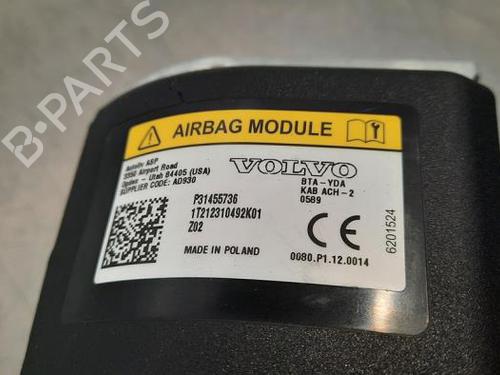 B-PARTS
AIRBAG MODULE
Autoliv ASP
3350 Airport Road
Ogden - Utah 84405 (USA)
SUPPLIER CODE: AD930
VOLVO
BTA-YDA
KAB ACH-2
0589
P31455736
1T212310492K01
Z02
MADE IN POLAND
CE
0080.P1.12.0014
6201524